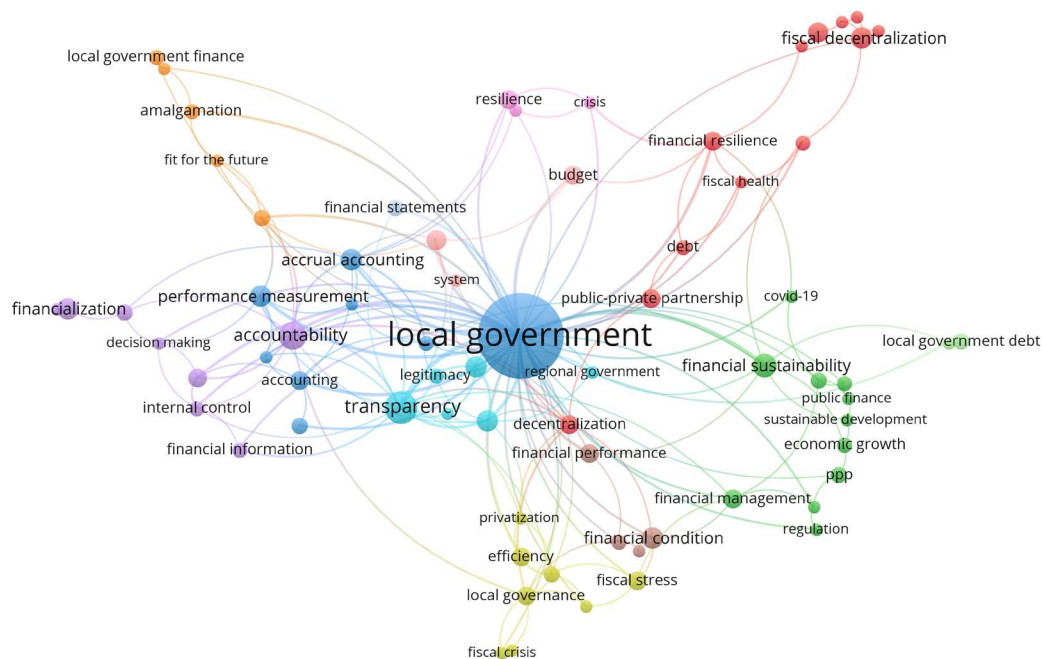 fiscal decentralization
local government finance
resilience
crisis
amalgamation
financial resilience
fit for the future
budget
fiscal health
financial statements
debt
accrual accounting
system
performance measurement
public-private partnership
covid-19
financialization
accountability
local government
decision making
local government debt
financial sustainability
legitimacy
regional government
accounting
public finance
internal control
transparency
sustainable development
decentralization
economic growth
financial information
financial performance
ppp
financial management
privatization
regulation
financial condition
efficiency
fiscal stress
local governance
fiscal crisis